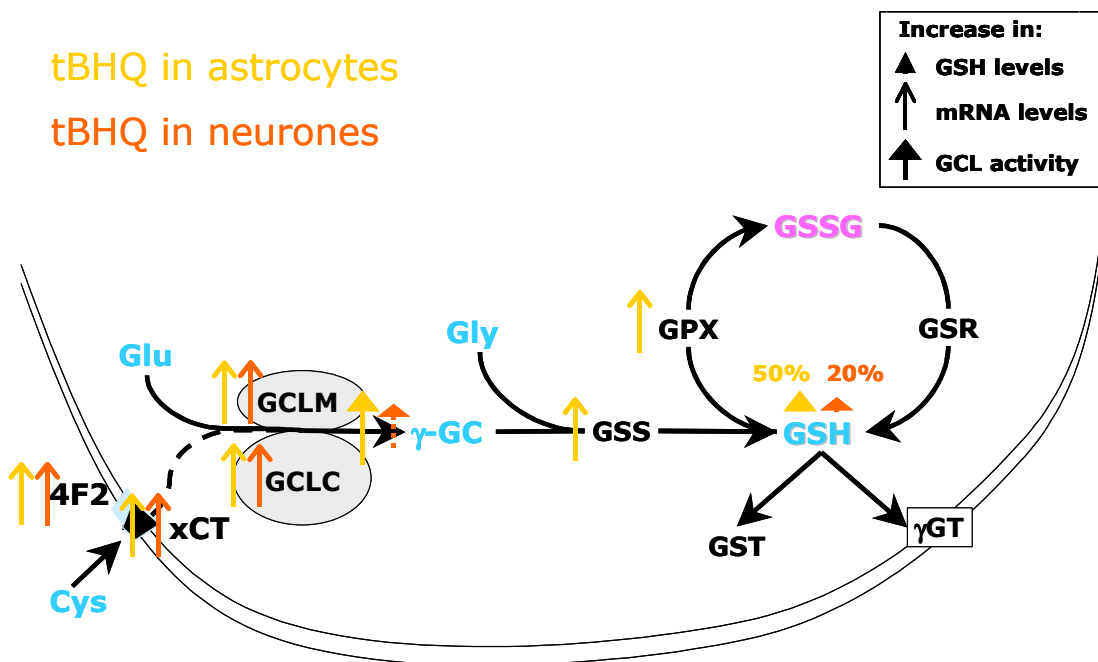 tBHQ in astrocytes
tBHQ in neurones
Increase in:
GSH levels
mRNA levels
GCL activity
GSSG
Glu
Gly
GPX
GSR
50% 20%
GCLM
γ-GC
GSS
GSH
GCLC
4F2
xCT
GST
γGT
Cys